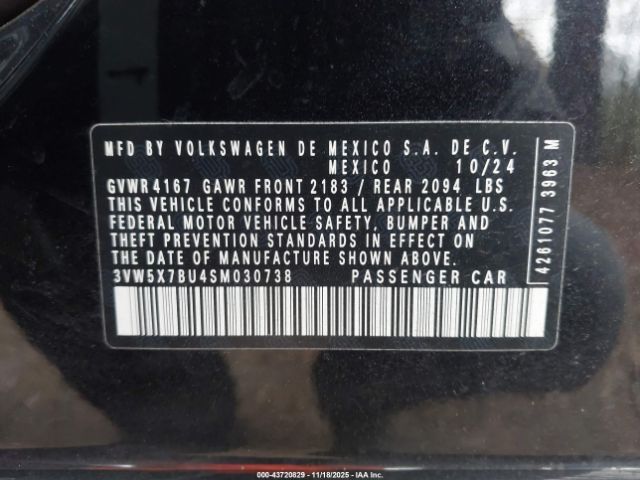 MFD BY VOLKSWAGEN DE MEXICO S.A. DE C.V.
MEXICO 10/24
GVWR 4167 GAWR FRONT 2183 / REAR 2094 LBS
THIS VEHICLE CONFORMS TO ALL APPLICABLE U.S.
FEDERAL MOTOR VEHICLE SAFETY, BUMPER AND
THEFT PREVENTION STANDARDS IN EFFECT ON
THE DATE OF MANUFACTURE SHOWN ABOVE.
3VW5X7BU4SM030738 PASSENGER CAR
4261077 3963 M
000-43720829 - 11/18/2025 - IAA Inc.